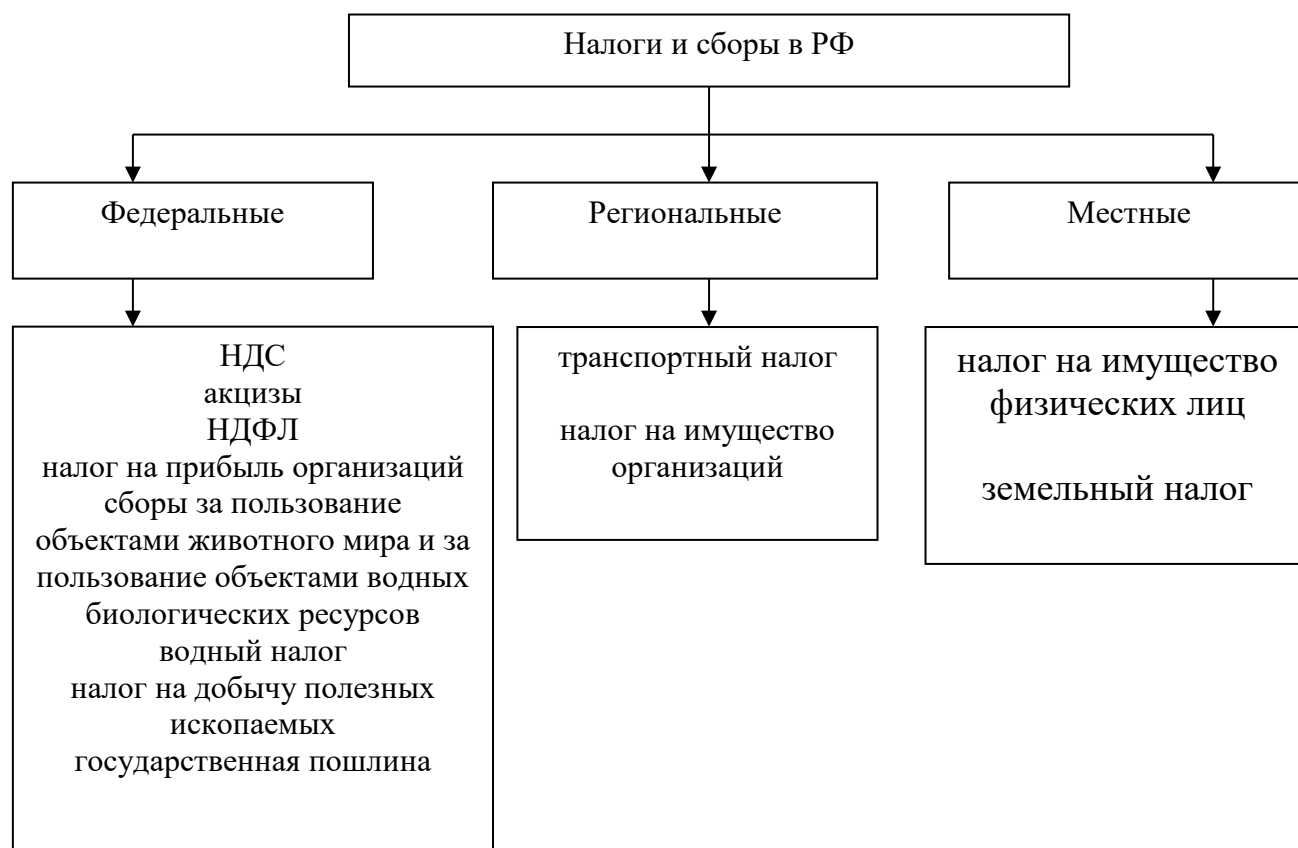 Налоги и сборы в РФ
Федеральные
Региональные
Местные
НДС
акцизы
НДФЛ
налог на прибыль организаций
сборы за пользование
объектами животного мира и за
пользование объектами водных
биологических ресурсов
водный налог
налог на добычу полезных
ископаемых
государственная пошлина
транспортный налог
налог на имущество
организаций
налог на имущество
физических лиц
земельный налог